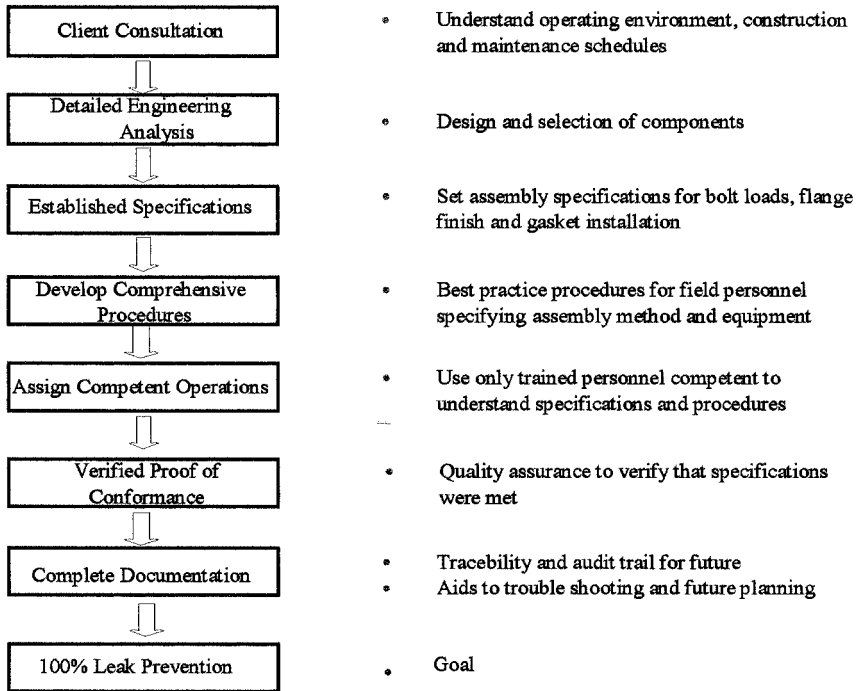 Client Consultation
• Understand operating environment, construction
and maintenance schedules
Detailed Engineering
Analysis
• Design and selection of components
Established Specifications
• Set assembly specifications for bolt loads, flange
finish and gasket installation
Develop Comprehensive
Procedures
• Best practice procedures for field personnel
specifying assembly method and equipment
Assign Competent Operations
• Use only trained personnel competent to
understand specifications and procedures
Verified Proof of
Conformance
• Quality assurance to verify that specifications
were met
Complete Documentation
• Tracebility and audit trail for future
• Aids to trouble shooting and future planning
100% Leak Prevention
• Goal